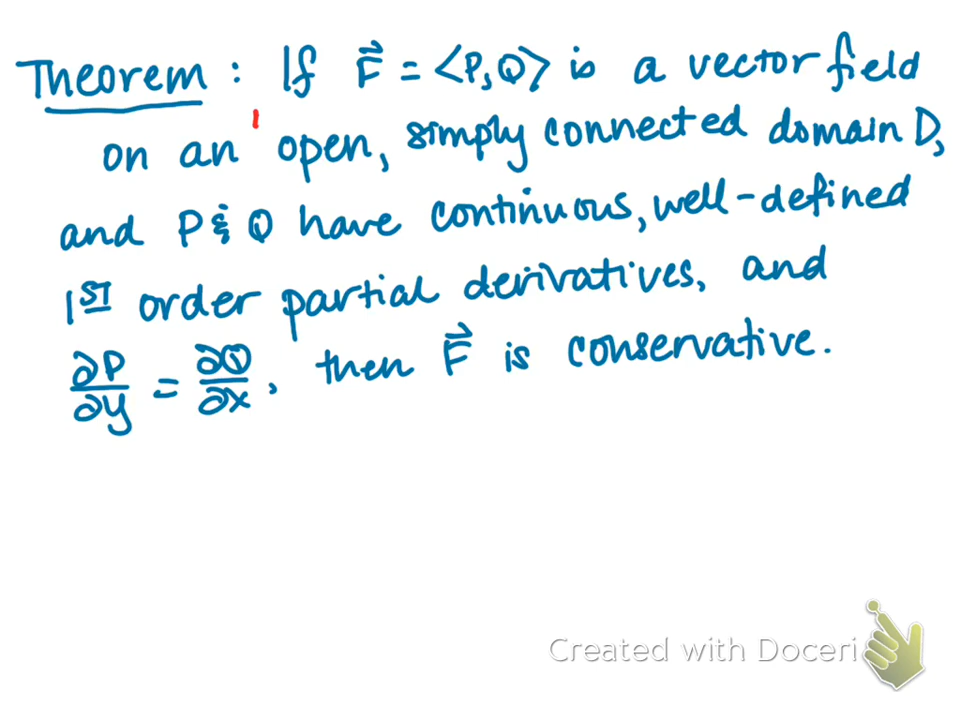 Theorem: If F⃗ = <P,Q> is a vector field
on an open, simply connected domain D,
and P & Q have continuous, well-defined
1ST order partial derivatives, and
∂P/∂y = ∂Q/∂x, then F⃗ is conservative.
Created with Doceri